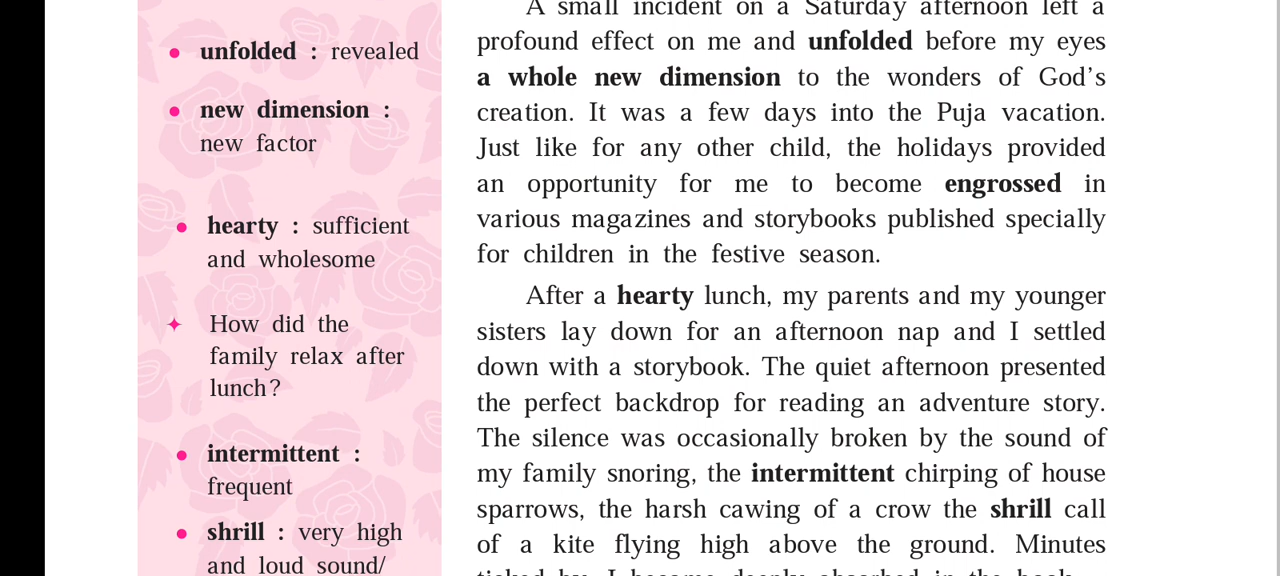 unfolded : revealed
new dimension :
new factor
hearty : sufficient
and wholesome
How did the
family relax after
lunch?
intermittent :
frequent
shrill : very high
and loud sound/
A small incident on a Saturday afternoon left a
profound effect on me and unfolded before my eyes
a whole new dimension to the wonders of God's
creation. It was a few days into the Puja vacation.
Just like for any other child, the holidays provided
an opportunity for me to become engrossed in
various magazines and storybooks published specially
for children in the festive season.
After a hearty lunch, my parents and my younger
sisters lay down for an afternoon nap and I settled
down with a storybook. The quiet afternoon presented
the perfect backdrop for reading an adventure story.
The silence was occasionally broken by the sound of
my family snoring, the intermittent chirping of house
sparrows, the harsh cawing of a crow the shrill call
of a kite flying high above the ground. Minutes
ticked by. I became deeply absorbed in the book